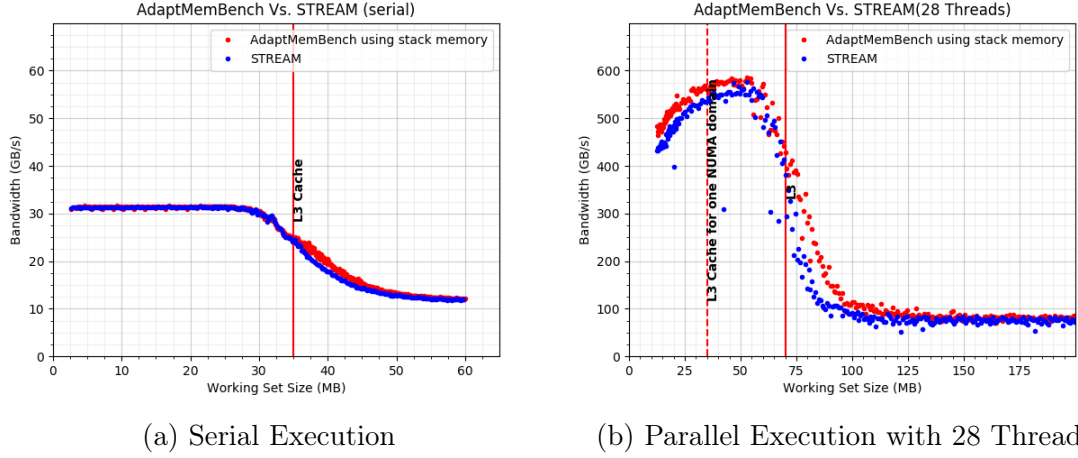 AdaptMemBench Vs. STREAM (serial)
AdaptMemBench using stack memory
STREAM
L3 Cache
Bandwidth (GB/s)
60
50
40
30
20
10
0
0 10 20 30 40 50 60
Working Set Size (MB)
(a) Serial Execution
AdaptMemBench Vs. STREAM(28 Threads)
AdaptMemBench using stack memory
STREAM
L3 Cache for one NUMA domain
L3
Bandwidth (GB/s)
600
500
400
300
200
100
0
0 25 50 75 100 125 150 175
Working Set Size (MB)
(b) Parallel Execution with 28 Thread